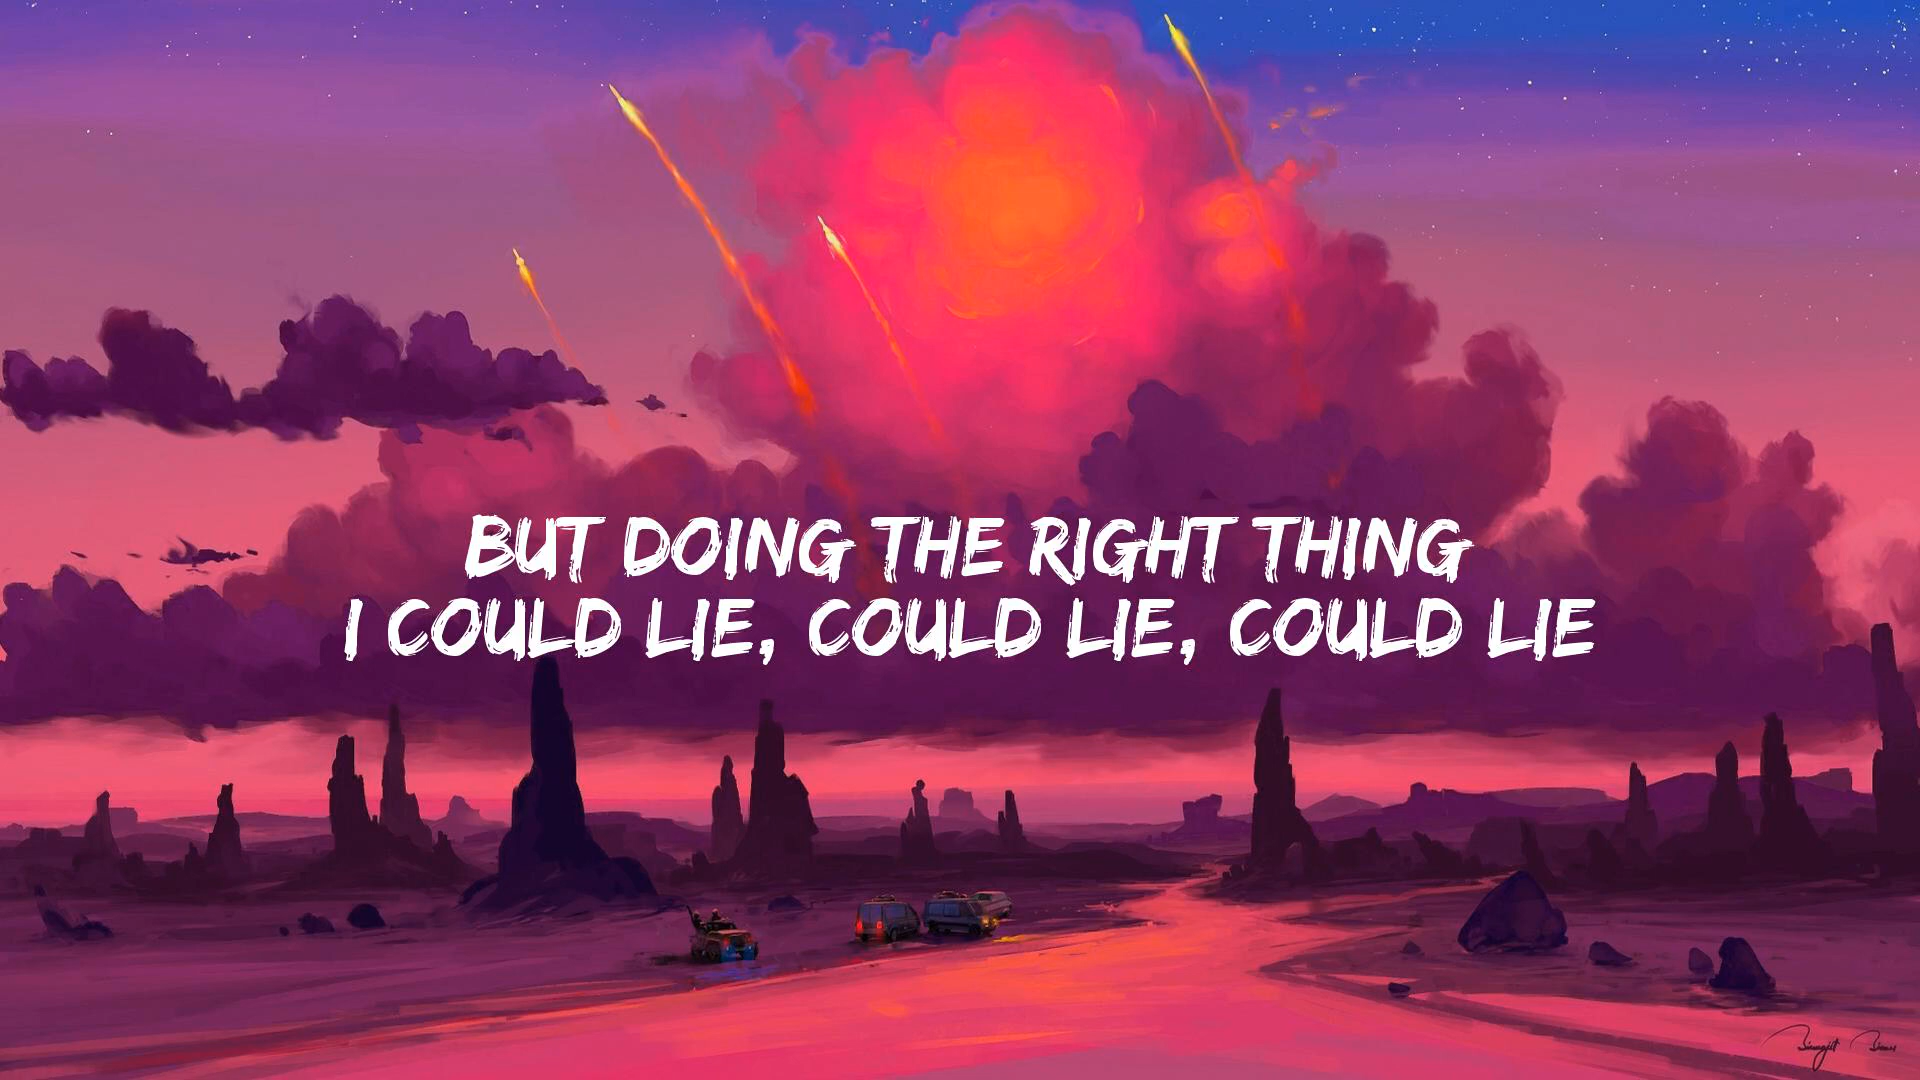 BUT DOING THE RIGHT THING
I COULD LIE, COULD LIE, COULD LIE